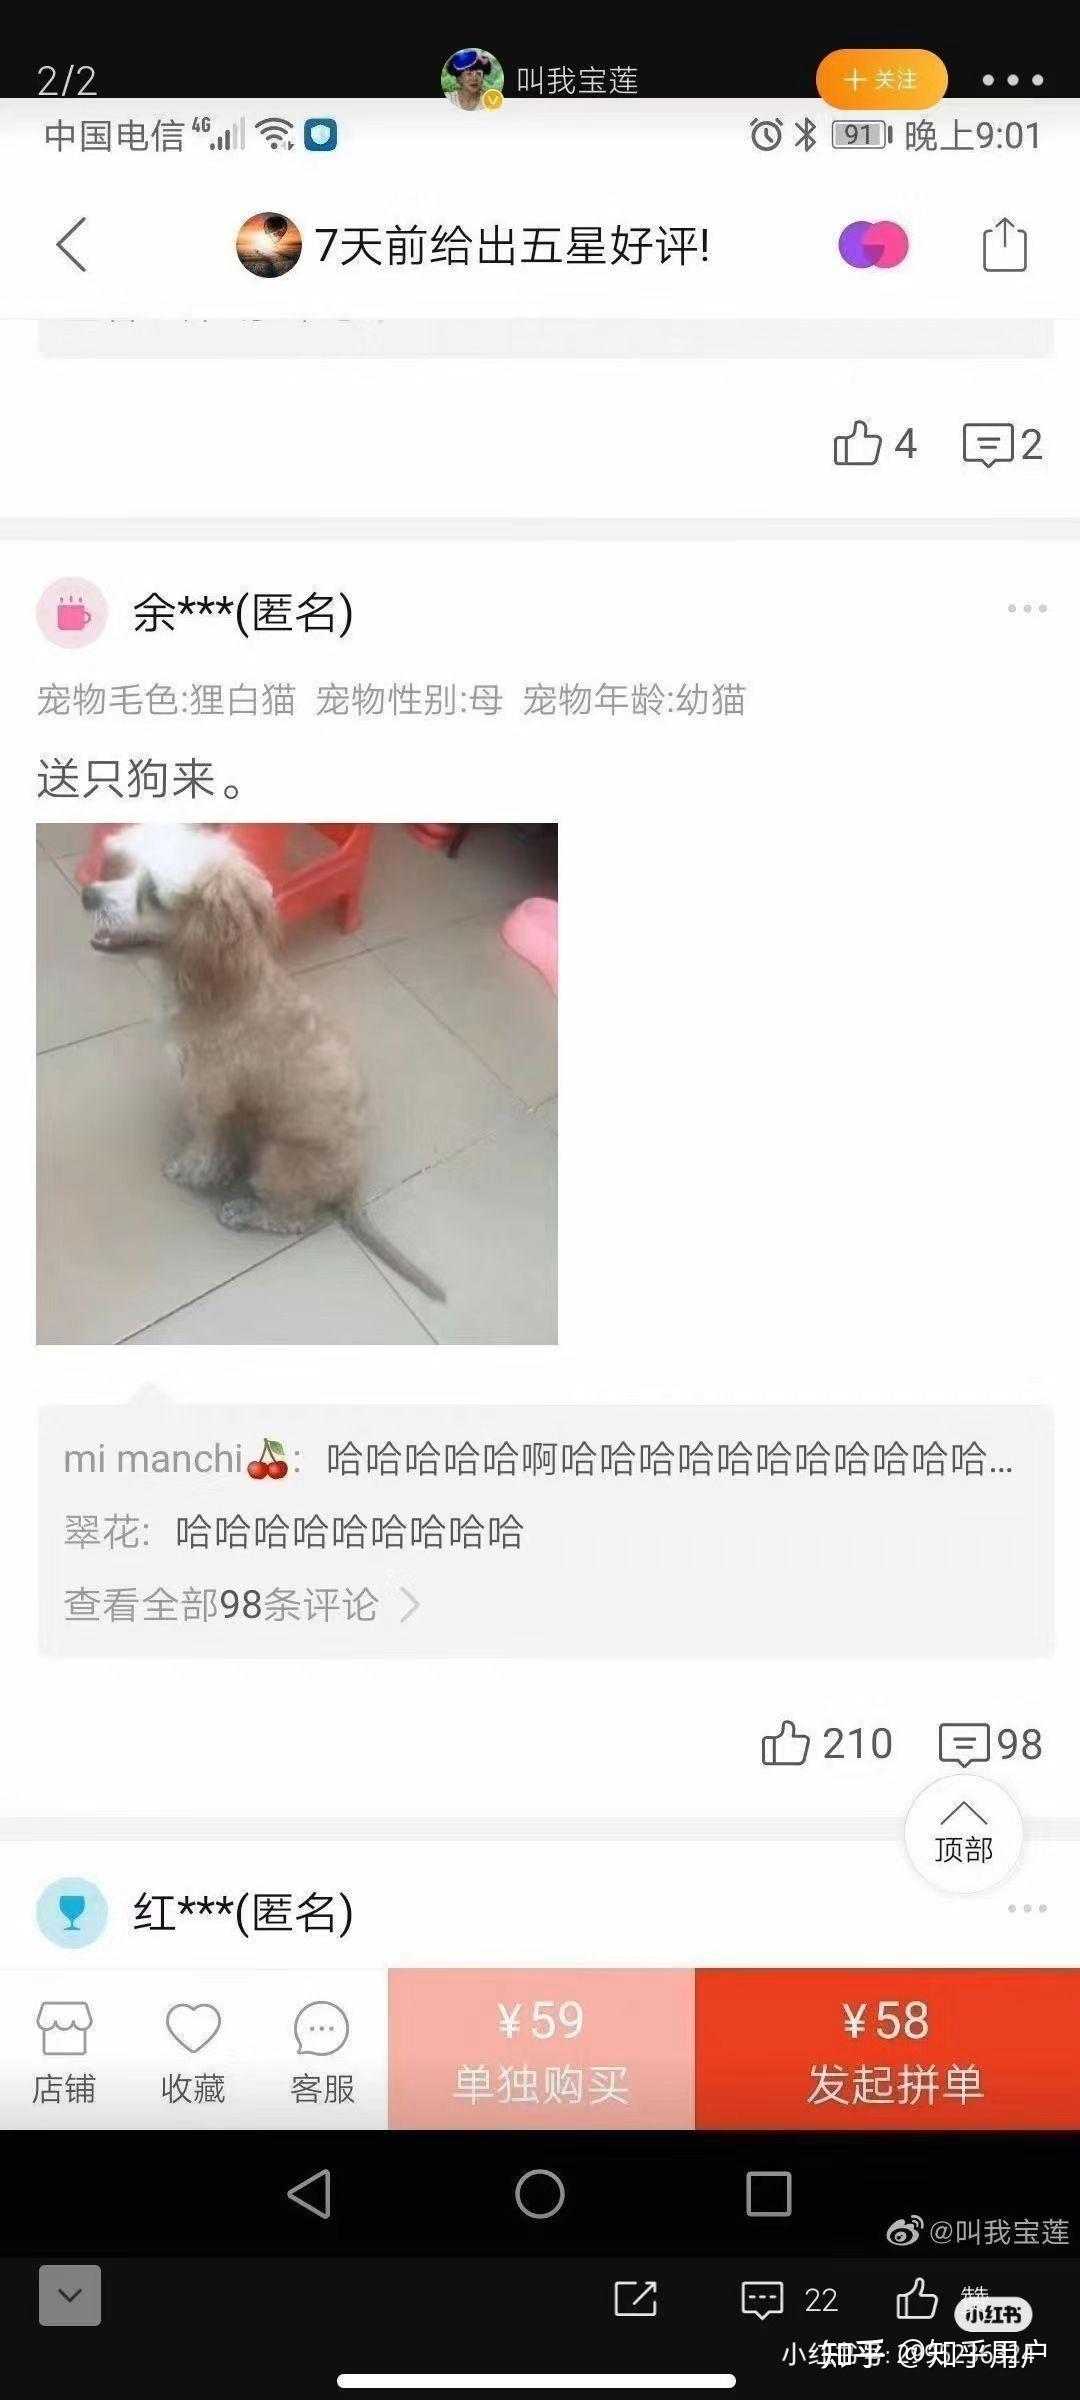 2/2
叫我宝莲
+关注
中国电信 4G
91 晚上9:01
7天前给出五星好评!
4
2
余***(匿名)
宠物毛色:狸白猫 宠物性别:母 宠物年龄:幼猫
送只狗来。
mi manchi🍒: 哈哈哈哈哈啊哈哈哈哈哈哈哈哈哈哈哈...
翠花: 哈哈哈哈哈哈哈哈哈
查看全部98条评论
210
98
顶部
红***(匿名)
店铺
收藏
客服
¥59
单独购买
¥58
发起拼单
@叫我宝莲
22
赞
小红书
知乎 @知乎用户